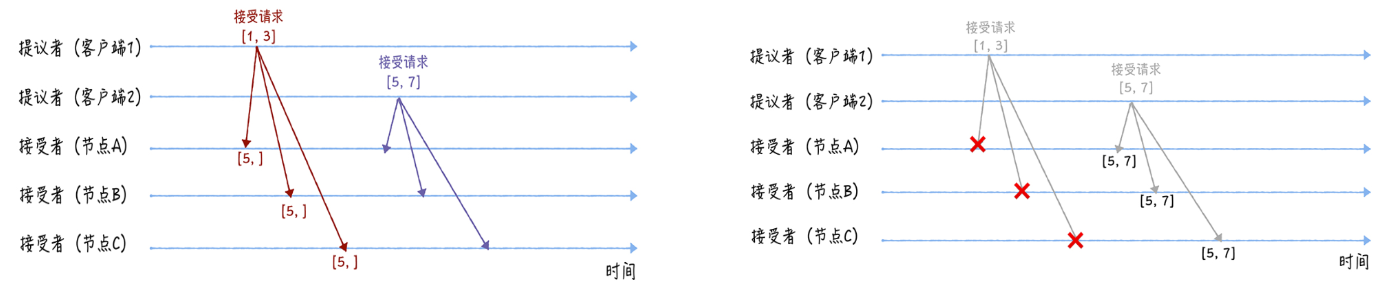 接受请求
[1, 3]
提议者（客户端1）
接受请求
[5, 7]
提议者（客户端2）
接受者（节点A）
[5, ]
接受者（节点B）
[5, ]
接受者（节点C）
[5, ]
时间
接受请求
[1, 3]
提议者（客户端1）
接受请求
[5, 7]
提议者（客户端2）
接受者（节点A）
[5, 7]
接受者（节点B）
[5, 7]
接受者（节点C）
[5, 7]
时间